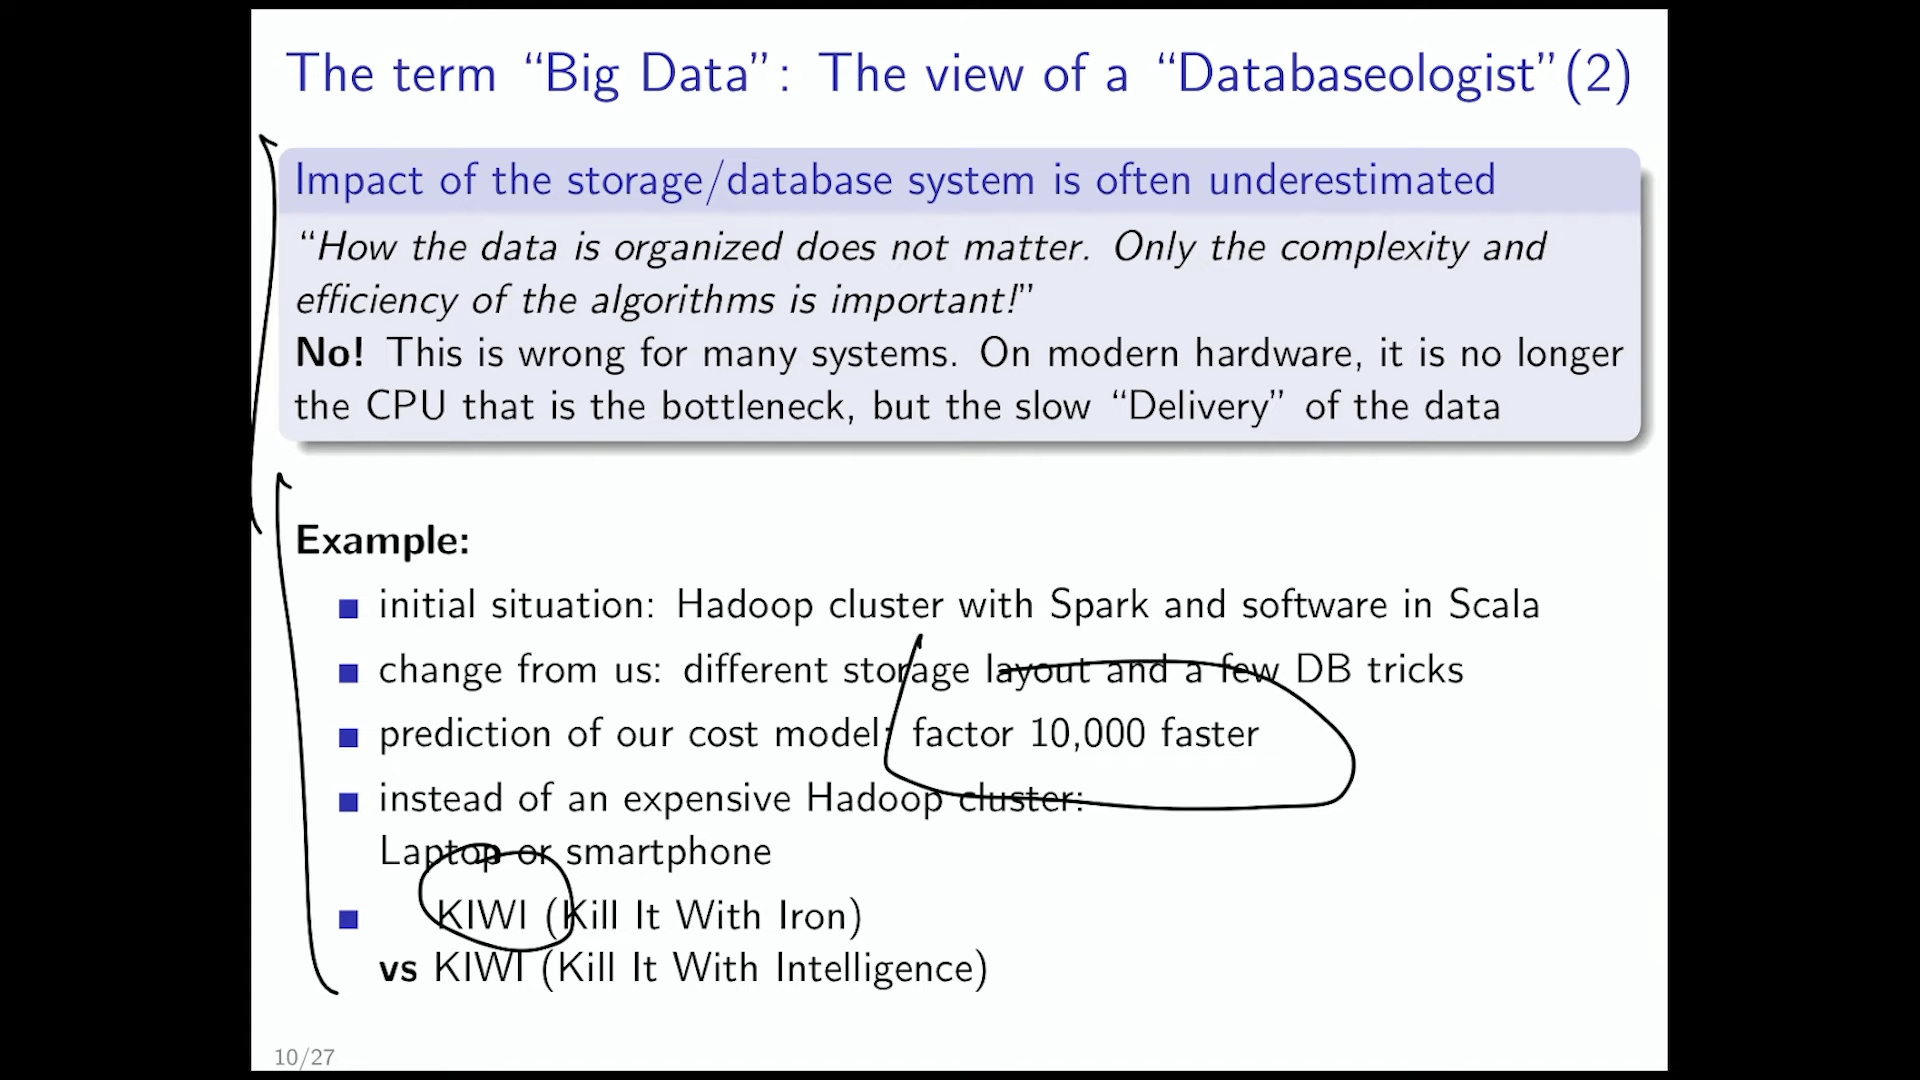 The term “Big Data”: The view of a “Databaseologist”(2)
Impact of the storage/database system is often underestimated
“How the data is organized does not matter. Only the complexity and
efficiency of the algorithms is important!”
No! This is wrong for many systems. On modern hardware, it is no longer
the CPU that is the bottleneck, but the slow “Delivery” of the data
Example:
initial situation: Hadoop cluster with Spark and software in Scala
change from us: different storage layout and a few DB tricks
prediction of our cost model: factor 10,000 faster
instead of an expensive Hadoop cluster:
Laptop or smartphone
KIWI (Kill It With Iron)
vs KIWI (Kill It With Intelligence)
10/27